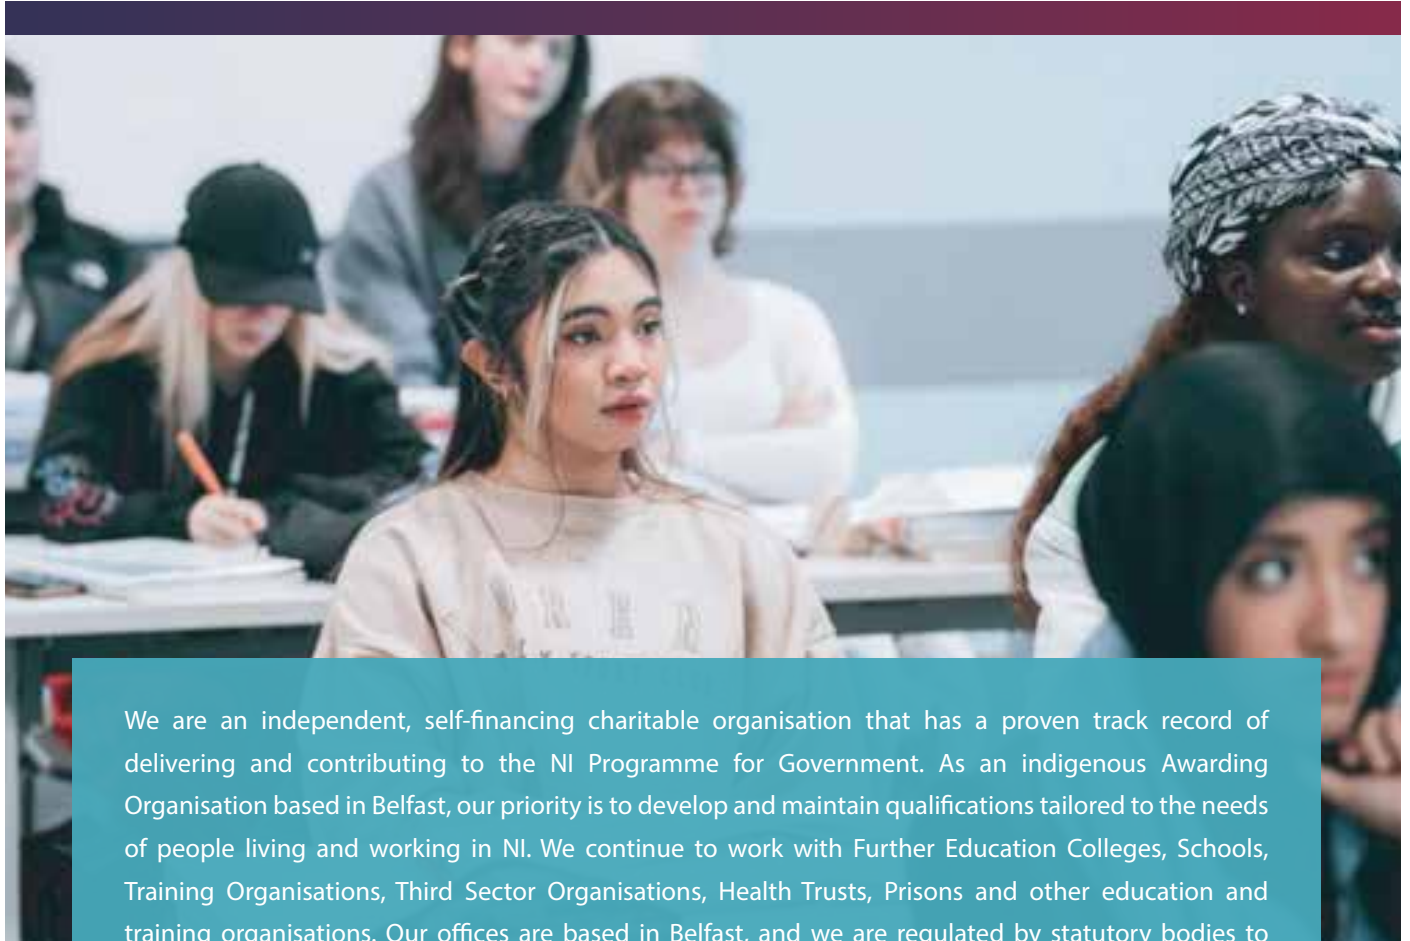 We are an independent, self-financing charitable organisation that has a proven track record of
delivering and contributing to the NI Programme for Government. As an indigenous Awarding
Organisation based in Belfast, our priority is to develop and maintain qualifications tailored to the needs
of people living and working in NI. We continue to work with Further Education Colleges, Schools,
Training Organisations, Third Sector Organisations, Health Trusts, Prisons and other education and
training organisations. Our offices are based in Belfast, and we are regulated by statutory bodies to